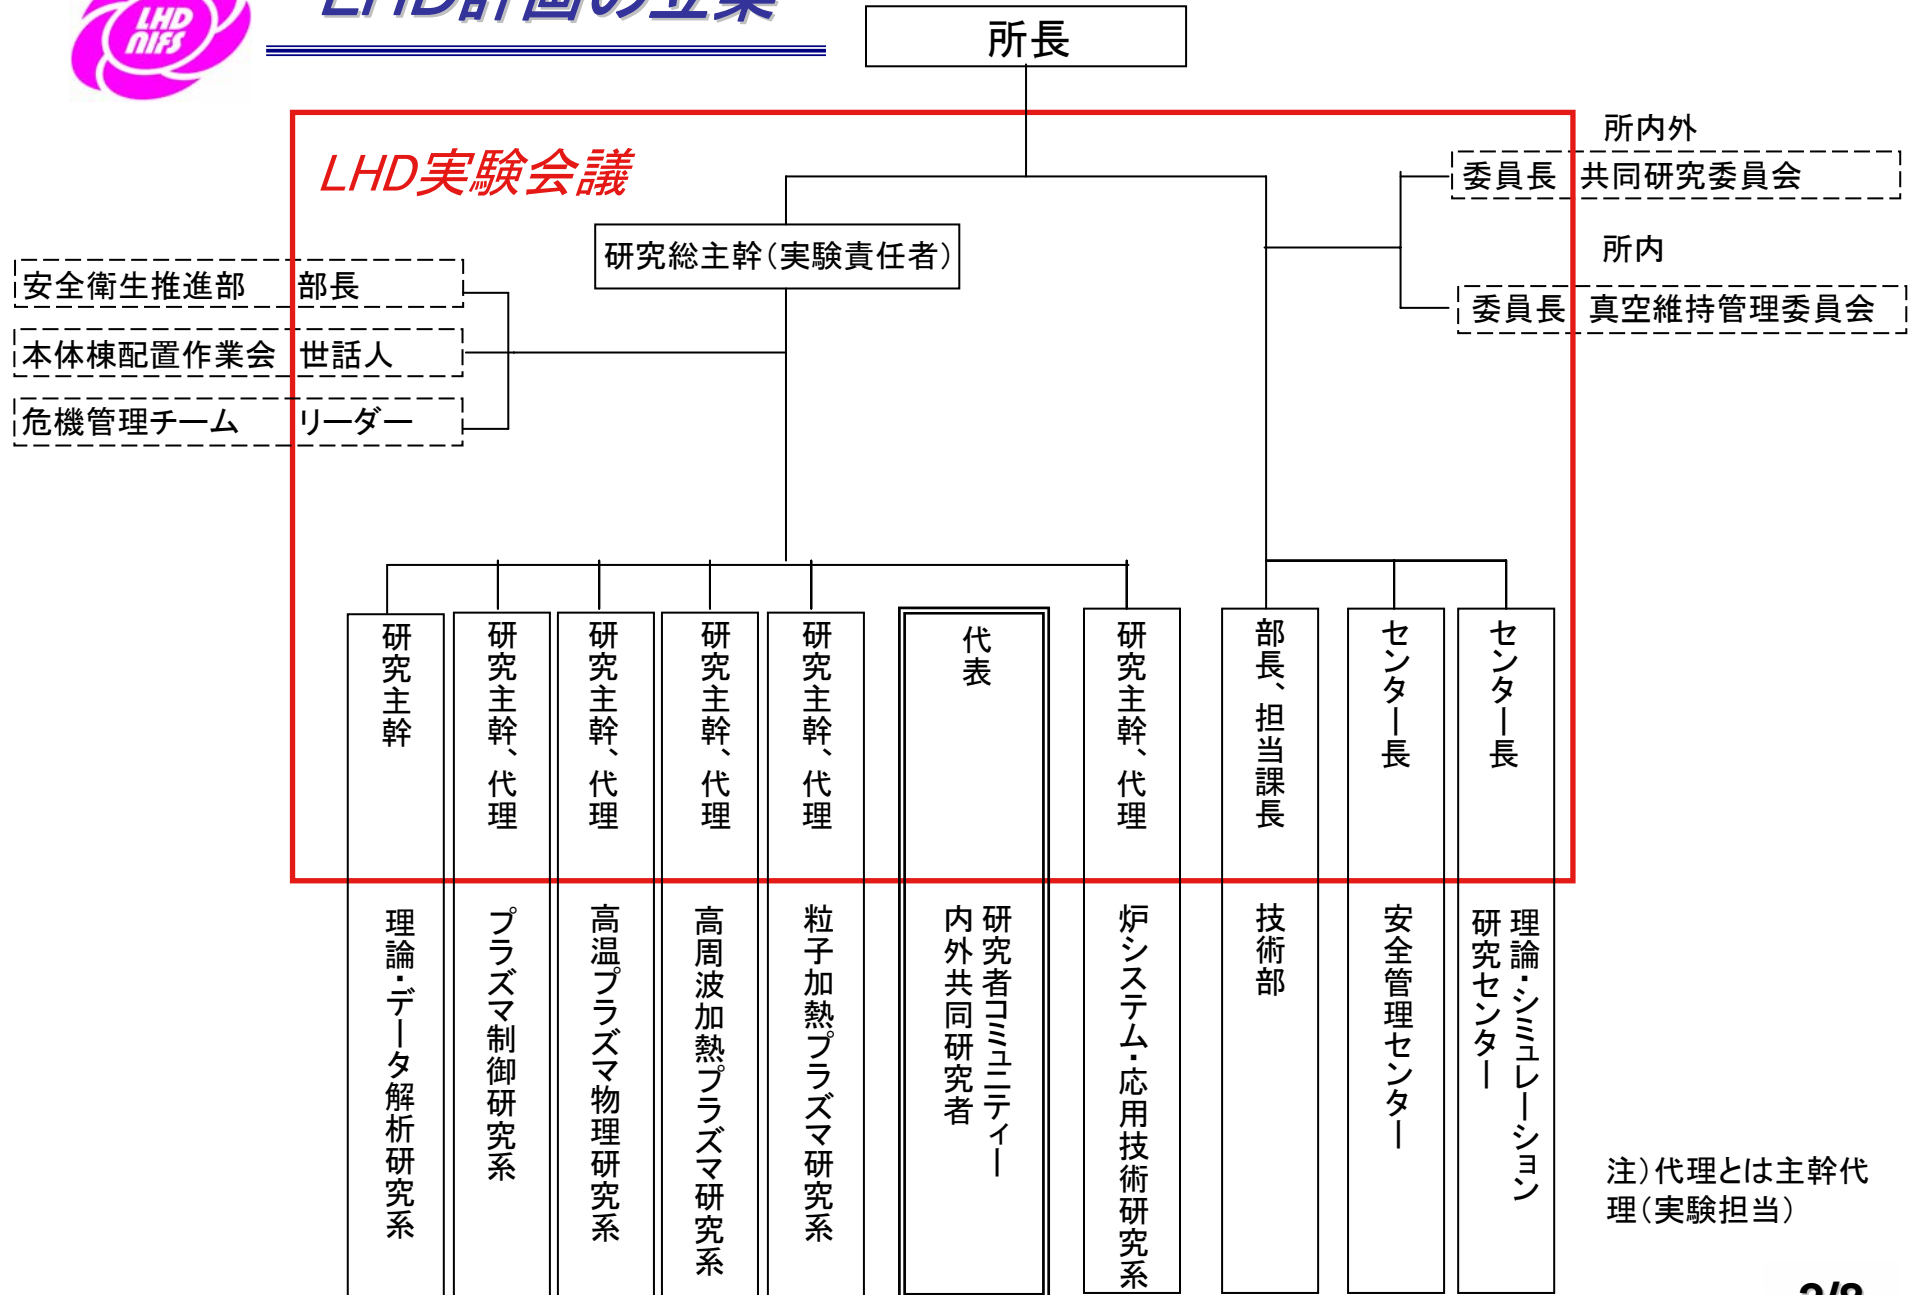 LHD
NIFS
LHD計画の立案
所長
LHD実験会議
所内外
委員長 共同研究委員会
所内
委員長 真空維持管理委員会
研究総主幹(実験責任者)
安全衛生推進部 部長
本体棟配置作業会 世話人
危機管理チーム リーダー
研究主幹
理論・データ解析研究系
研究主幹、代理
プラズマ制御研究系
研究主幹、代理
高温プラズマ物理研究系
研究主幹、代理
高周波加熱プラズマ研究系
研究主幹、代理
粒子加熱プラズマ研究系
代表
研究者コミュニティー
内外共同研究者
研究主幹、代理
炉システム・応用技術研究系
部長、担当課長
技術部
センター長
安全管理センター
センター長
理論・シミュレーション
研究センター
注)代理とは主幹代
理(実験担当)